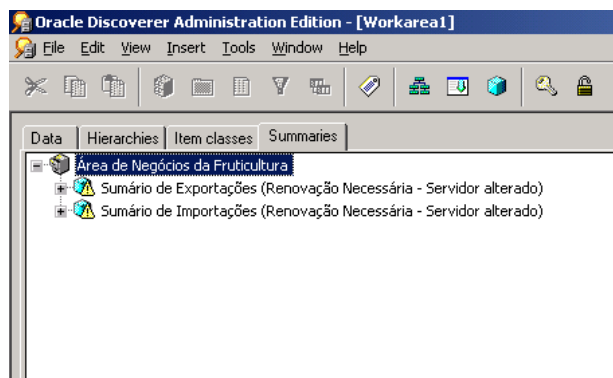 Oracle Discoverer Administration Edition - [Workarea1]
File Edit View Insert Tools Window Help
Data Hierarchies Item classes Summaries
Área de Negócios da Fruticultura
Sumário de Exportações (Renovação Necessária - Servidor alterado)
Sumário de Importações (Renovação Necessária - Servidor alterado)